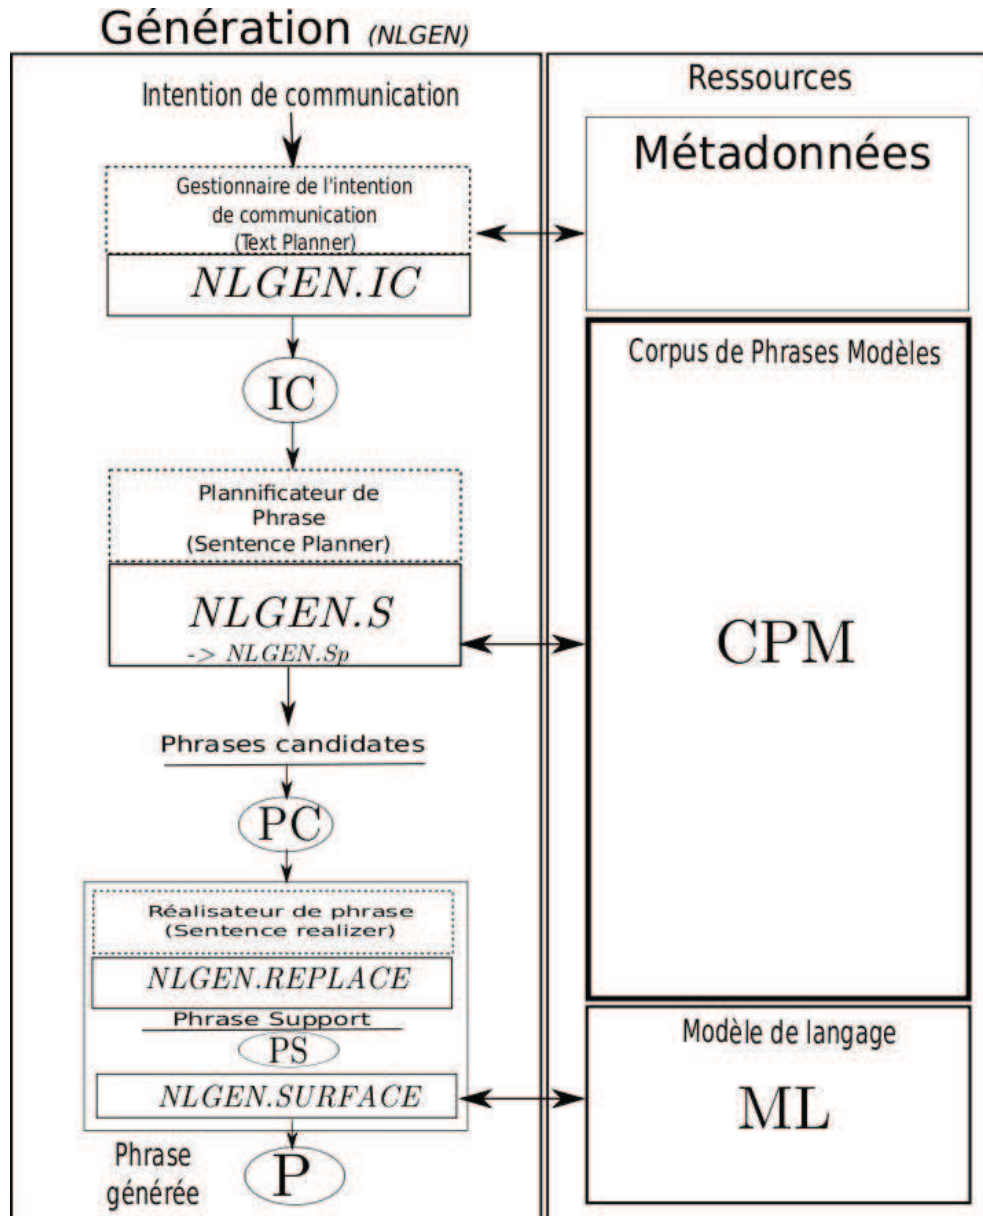 Génération (NLGEN)
Intention de communication
Gestionnaire de l'intention
de communication
(Text Planner)
NLGEN.IC
IC
Plannificateur de
Phrase
(Sentence Planner)
NLGEN.S
-> NLGEN.Sp
Phrases candidates
PC
Réalisateur de phrase
(Sentence realizer)
NLGEN.REPLACE
Phrase Support
PS
NLGEN.SURFACE
Phrase
générée
P
Ressources
Métadonnées
Corpus de Phrases Modèles
CPM
Modèle de langage
ML